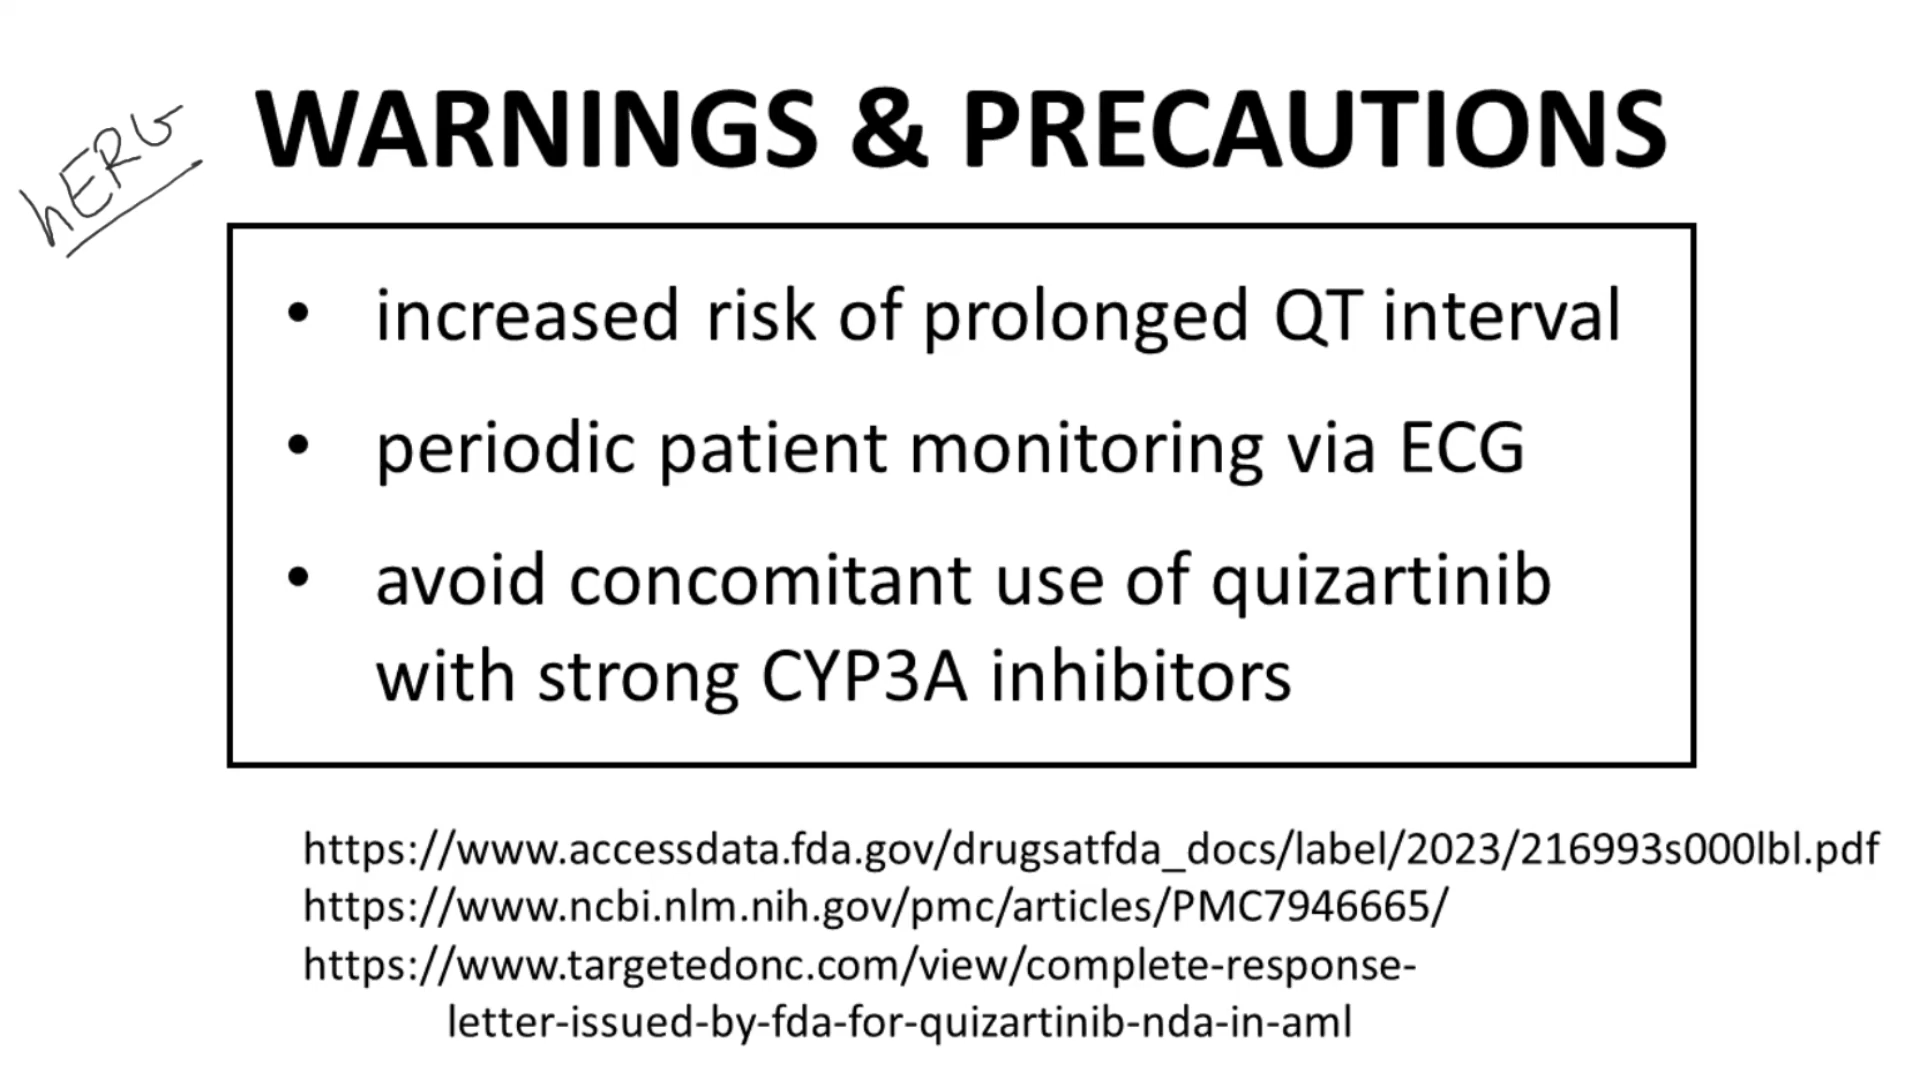 hERG
WARNINGS & PRECAUTIONS
• increased risk of prolonged QT interval
• periodic patient monitoring via ECG
• avoid concomitant use of quizartinib
with strong CYP3A inhibitors
https://www.accessdata.fda.gov/drugsatfda_docs/label/2023/216993s000lbl.pdf
https://www.ncbi.nlm.nih.gov/pmc/articles/PMC7946665/
https://www.targetedonc.com/view/complete-response-
letter-issued-by-fda-for-quizartinib-nda-in-aml